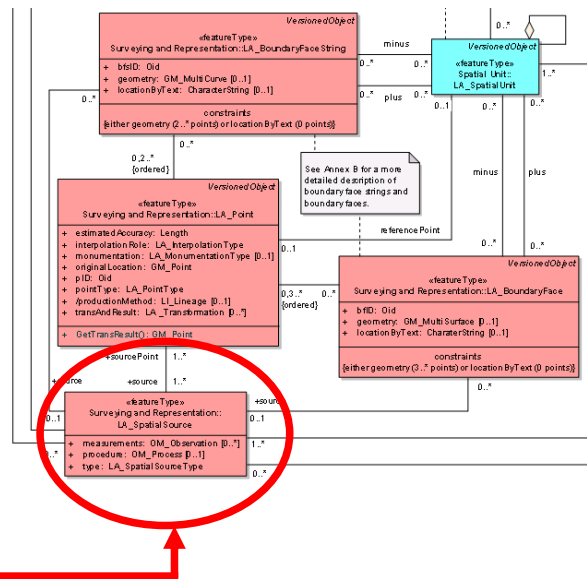 VersionedObject
«featureType»
Surveying and Representation::LA_BoundaryFaceString
+ bfsID: Oid
+ geometry: GM_MultiCurve [0..1]
+ locationByText: CharacterString [0..1]
constraints
{either geometry (2..* points) or locationByText (0 points)}
0..*
minus
0..*
0..*
0..*
plus
0..*
0..*
VersionedObject
«featureType»
Spatial Unit::
LA_SpatialUnit
1..*
0..1
0..*
0..*
0..*
0,2..*
{ordered}
See Annex B for a more
detailed description of
boundary face strings and
boundary faces.
minus
plus
VersionedObject
«featureType»
Surveying and Representation::LA_Point
+ estimatedAccuracy: Length
+ interpolationRole: LA_InterpolationType
+ monumentation: LA_MonumentationType [0..1]
+ originalLocation: GM_Point
+ pID: Oid
+ pointType: LA_PointType
+ /productionMethod: LI_Lineage [0..1]
+ transAndResult: LA_Transformation [0..*]
+ GetTransResult(): GM_Point
referencePoint
0..1
0..*
0..*
0,3..*
{ordered}
0..*
VersionedObject
«featureType»
Surveying and Representation::LA_BoundaryFace
+ bfID: Oid
+ geometry: GM_MultiSurface [0..1]
+ locationByText: CharaterString [0..1]
constraints
{either geometry (3..* points) or locationByText (0 points)}
0..*
+sourcePoint
1..*
+source
1..*
+source
0..1
0..1
«featureType»
Surveying and Representation::
LA_SpatialSource
+ measurements: OM_Observation [0..*]
+ procedure: OM_Process [0..1]
+ type: LA_SpatialSourceType
1..*
0..*